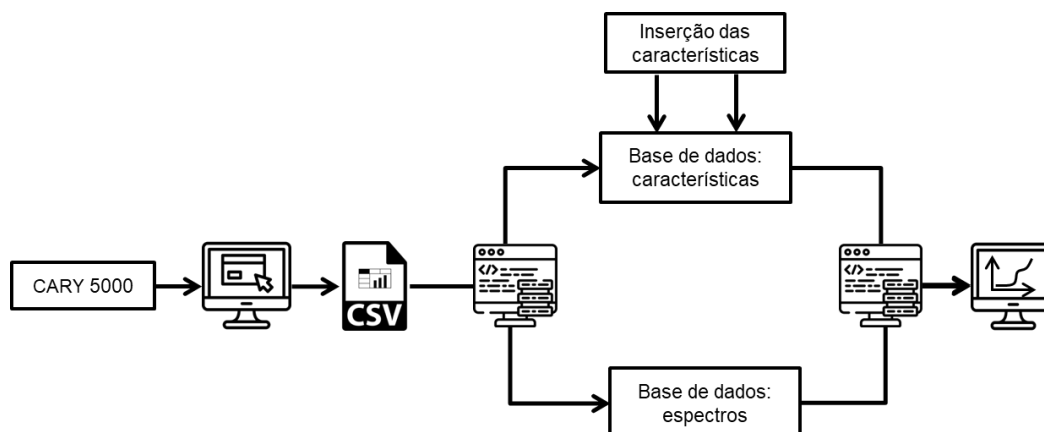 Inserção das
características
Base de dados:
características
CARY 5000
</>
CSV
</>
Base de dados:
espectros